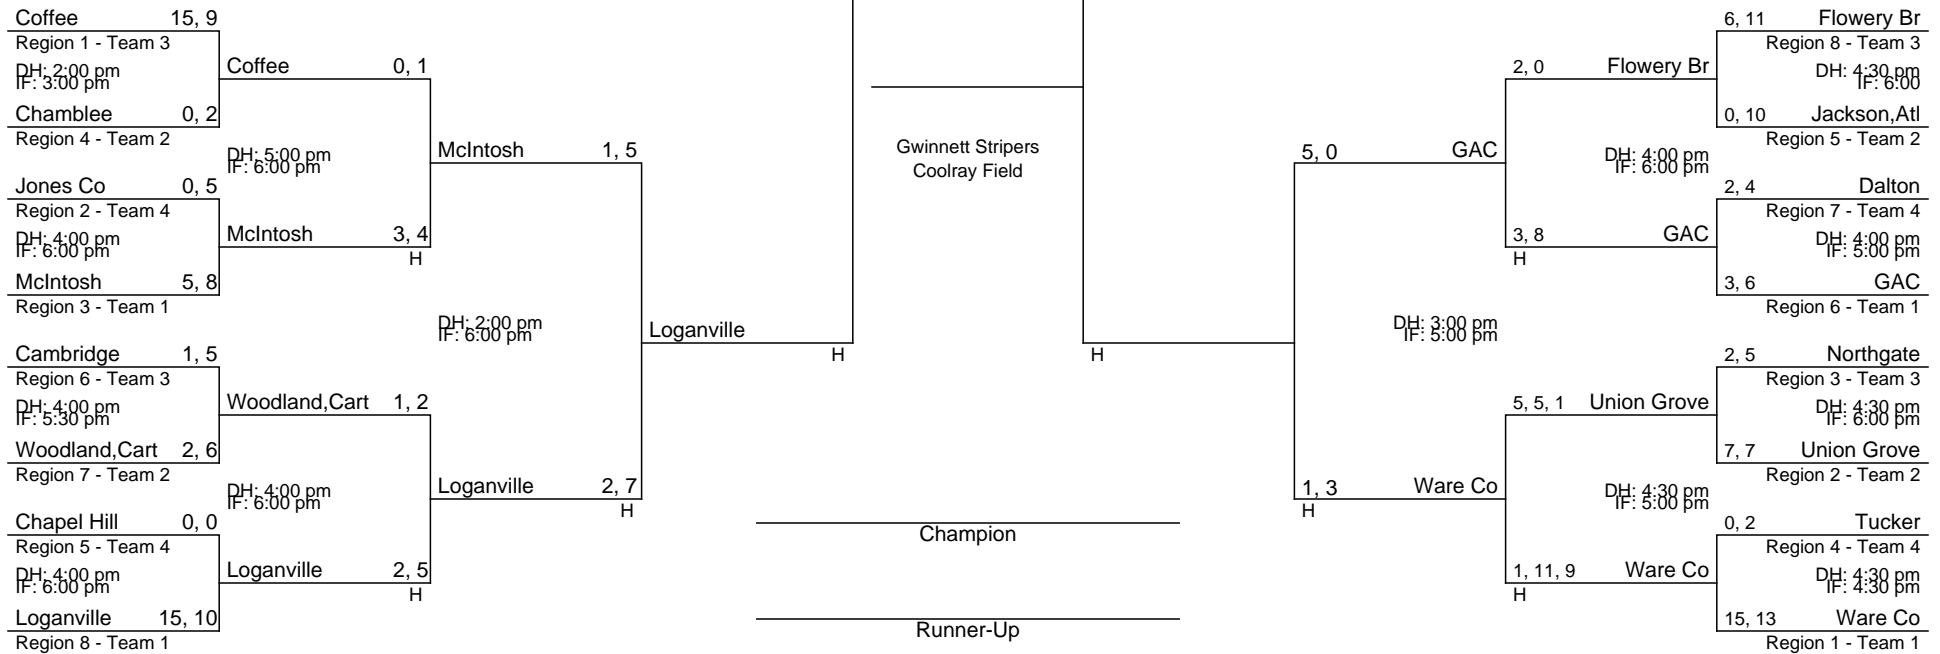 Coffee 15, 9
Region 1 - Team 3
DH: 2:00 pm
IF: 3:00 pm
Chamblee 0, 2
Region 4 - Team 2
Jones Co 0, 5
Region 2 - Team 4
DH: 4:00 pm
IF: 6:00 pm
McIntosh 5, 8
Region 3 - Team 1
Cambridge 1, 5
Region 6 - Team 3
DH: 4:00 pm
IF: 5:30 pm
Woodland,Cart 2, 6
Region 7 - Team 2
Chapel Hill 0, 0
Region 5 - Team 4
DH: 4:00 pm
IF: 6:00 pm
Loganville 15, 10
Region 8 - Team 1
Coffee 0, 1
DH: 5:00 pm
IF: 6:00 pm
McIntosh 3, 4
H
Woodland,Cart 1, 2
DH: 4:00 pm
IF: 6:00 pm
Loganville 2, 5
H
McIntosh 1, 5
DH: 2:00 pm
IF: 6:00 pm
Loganville 2, 7
H
Loganville
H
Gwinnett Stripers
Coolray Field
Champion
Runner-Up
H
5, 0 GAC
DH: 3:00 pm
IF: 5:00 pm
1, 3 Ware Co
H
2, 0 Flowery Br
DH: 4:00 pm
IF: 6:00 pm
3, 8 GAC
H
5, 5, 1 Union Grove
DH: 4:30 pm
IF: 5:00 pm
1, 11, 9 Ware Co
H
6, 11 Flowery Br
Region 8 - Team 3
DH: 4:30 pm
IF: 6:00
0, 10 Jackson,Atl
Region 5 - Team 2
2, 4 Dalton
Region 7 - Team 4
DH: 4:00 pm
IF: 5:00 pm
3, 6 GAC
Region 6 - Team 1
2, 5 Northgate
Region 3 - Team 3
DH: 4:30 pm
IF: 6:00 pm
7, 7 Union Grove
Region 2 - Team 2
0, 2 Tucker
Region 4 - Team 4
DH: 4:30 pm
IF: 4:30 pm
15, 13 Ware Co
Region 1 - Team 1